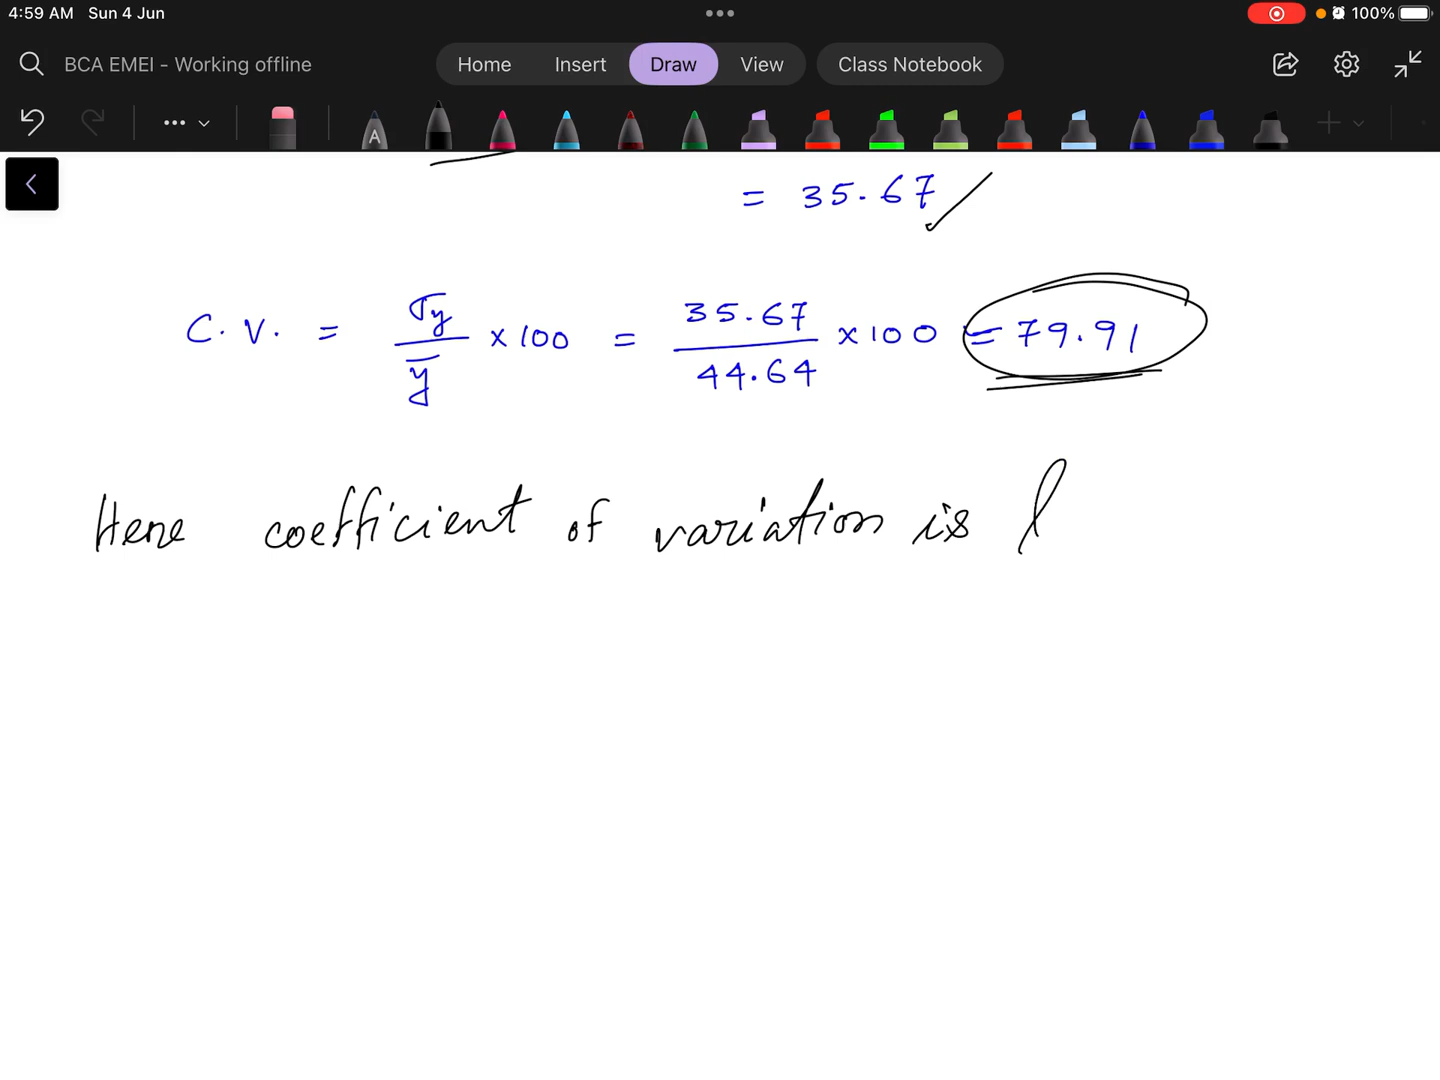 4:59 AM Sun 4 Jun
100%
BCA EMEI - Working offline
Home Insert Draw View Class Notebook
A
= 35.67
C.V. = σy / ȳ × 100 = 35.67 / 44.64 × 100 = 79.91
Here coefficient of variation is l